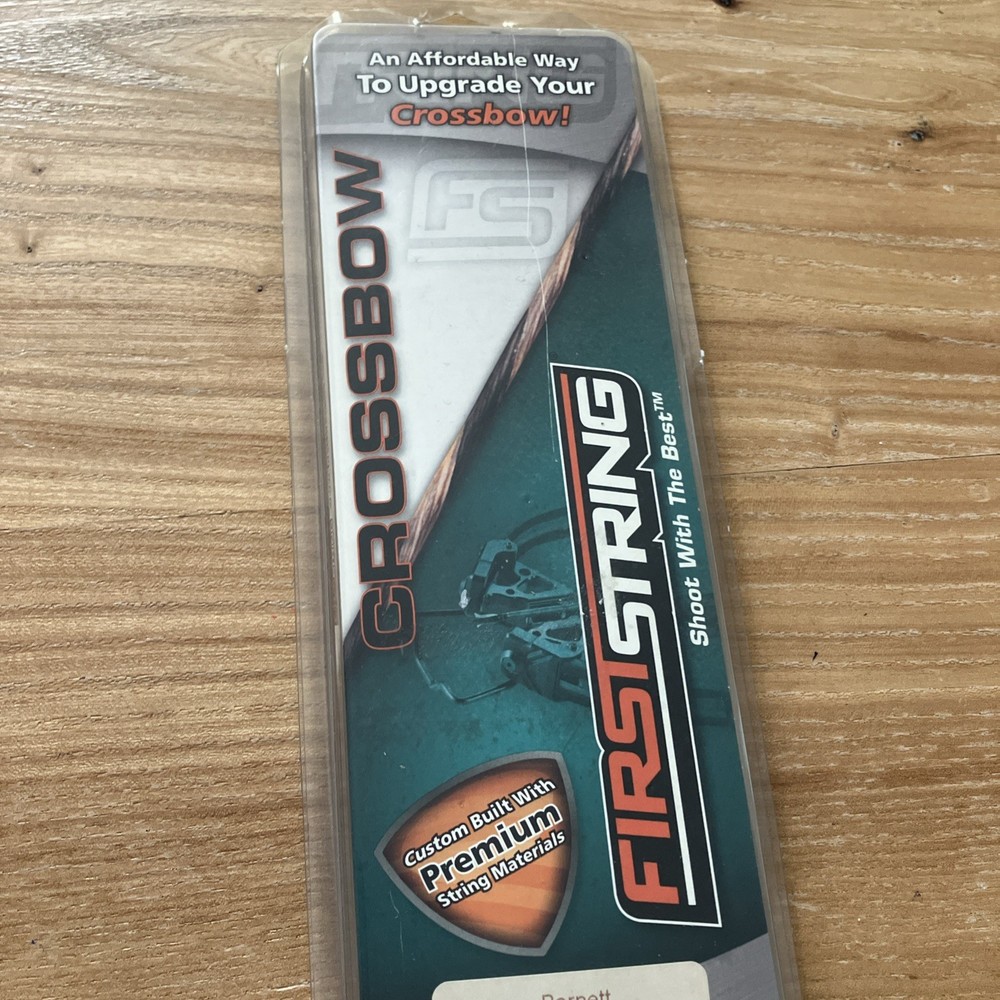 An Affordable Way
To Upgrade Your
Crossbow!
FS
CROSSBOW
FIRSTSTRING
Shoot With The Best™
Custom Built With
Premium
String Materials
Barnett